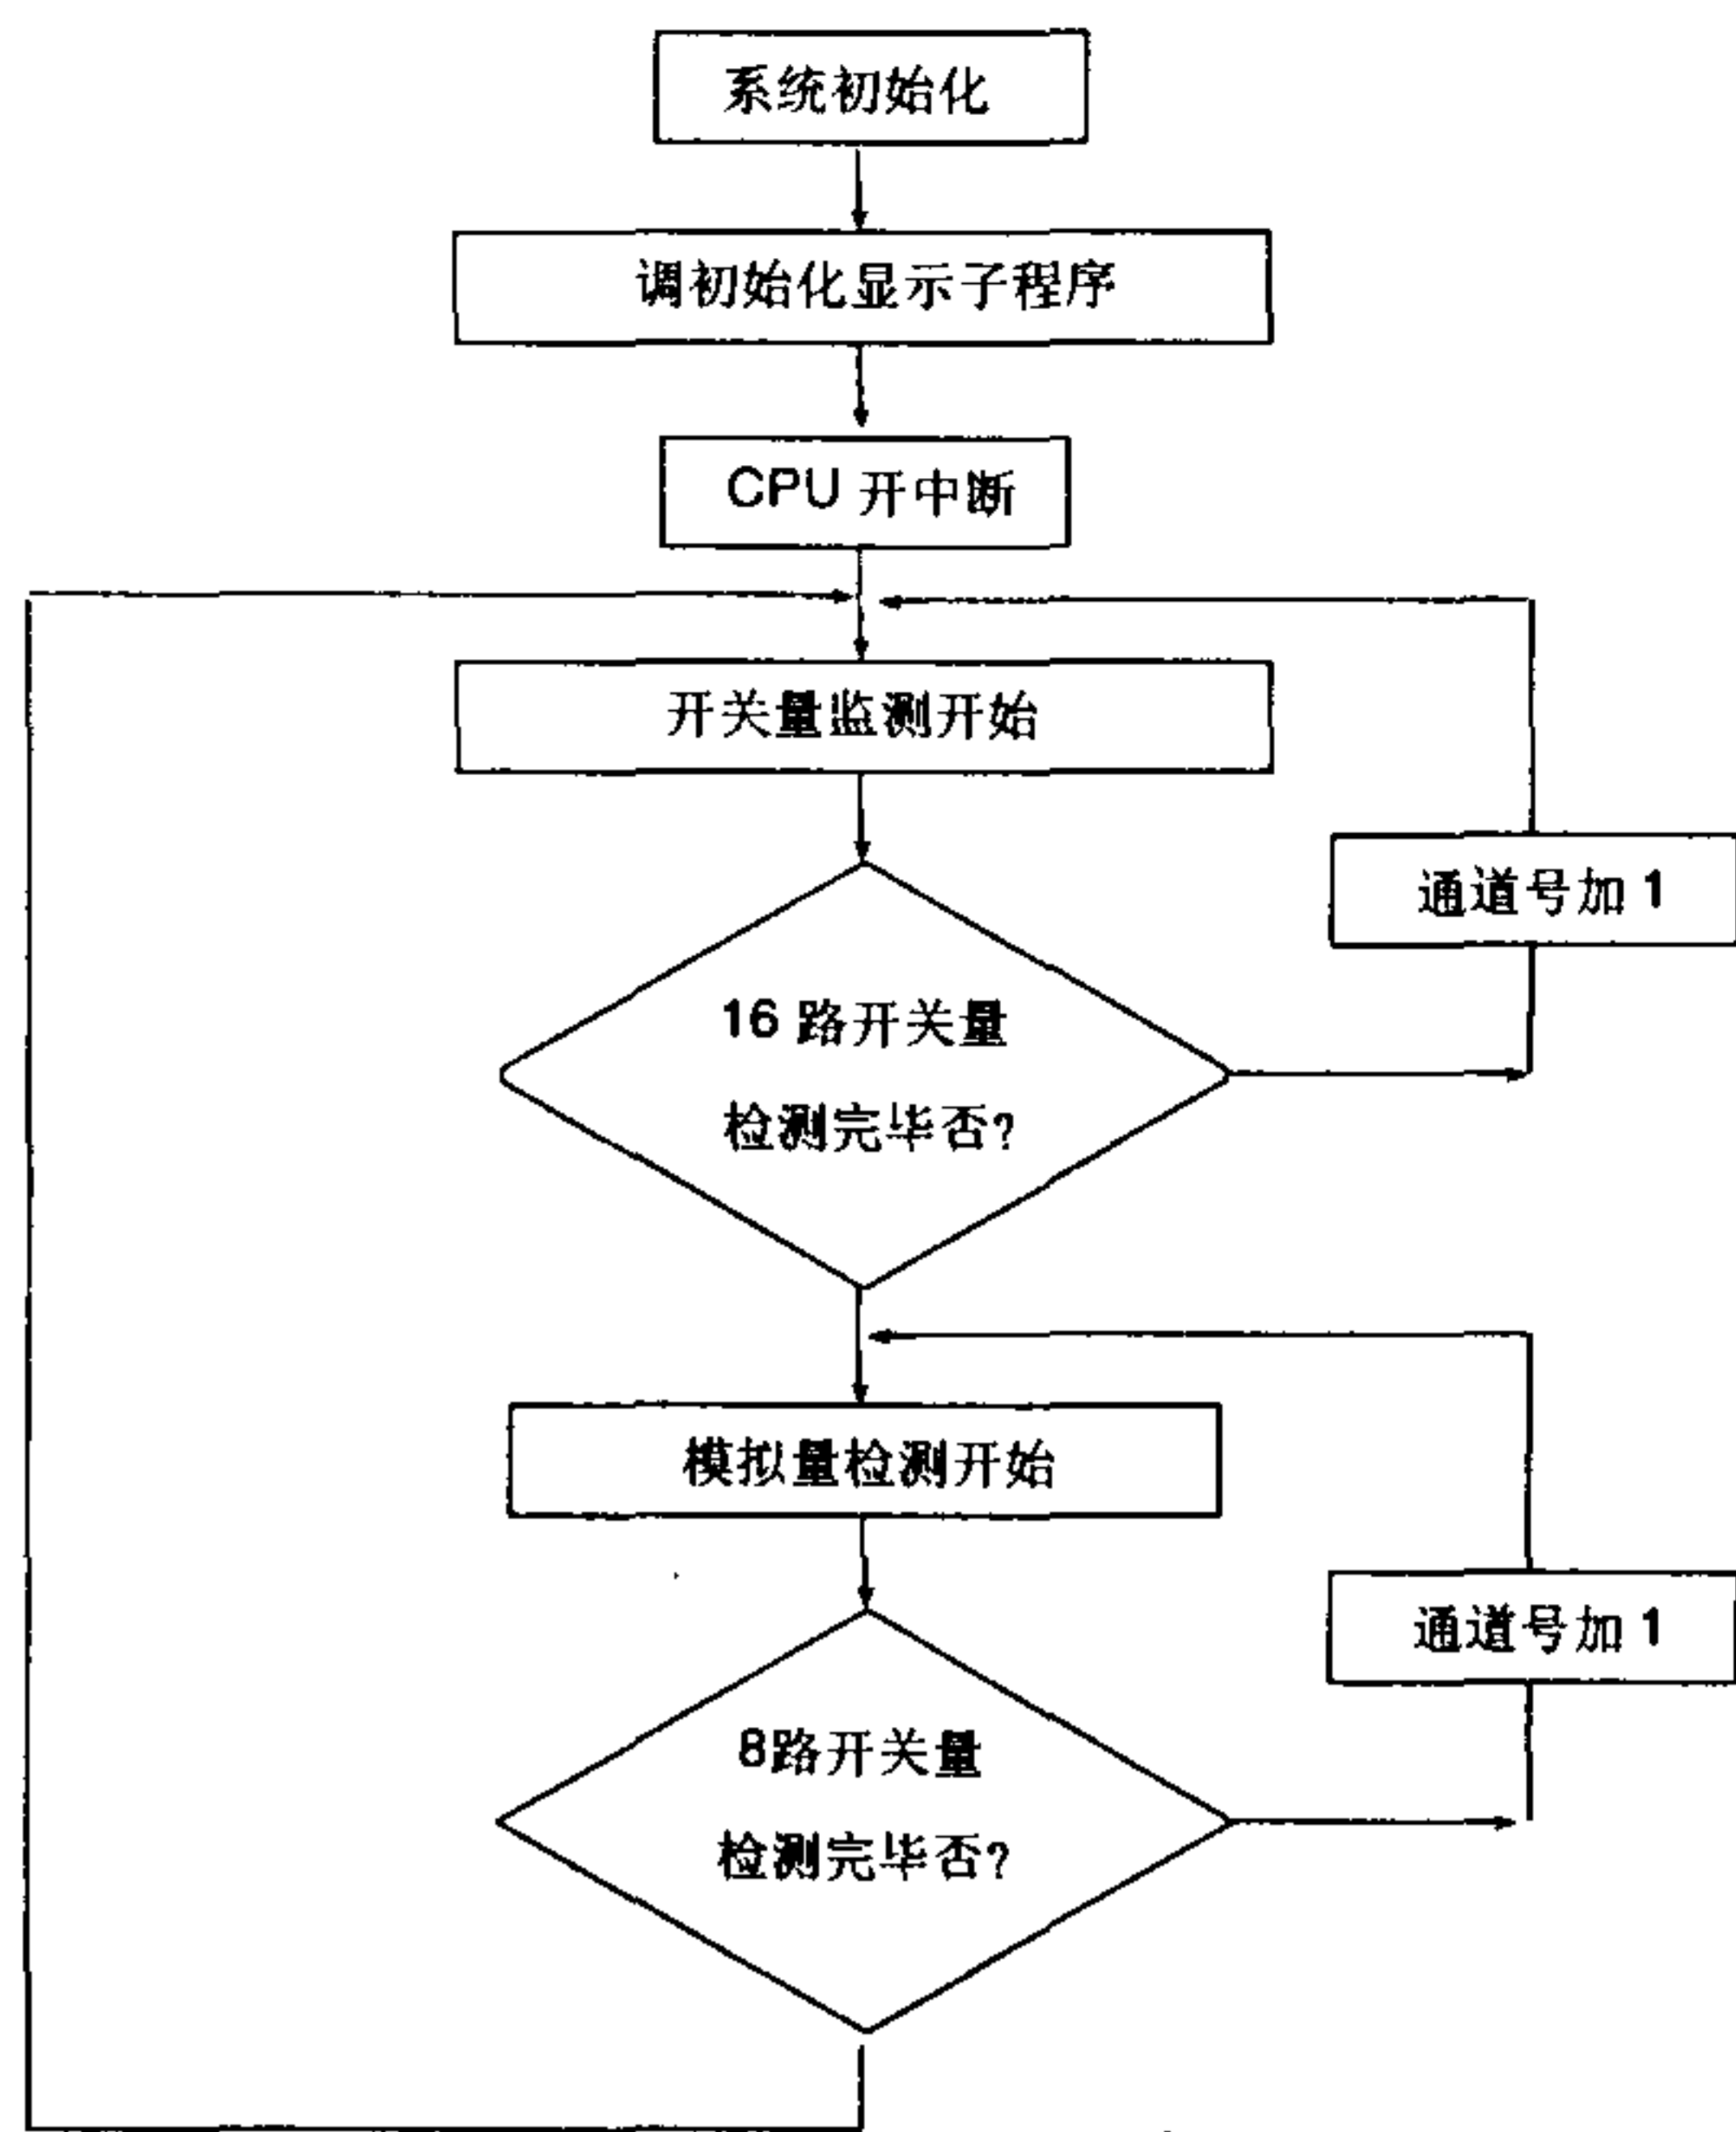 系统初始化
调初始化显示子程序
CPU 开中断
开关量监测开始
通道号加 1
16 路开关量
检测完毕否?
模拟量检测开始
通道号加 1
8路开关量
检测完毕否?